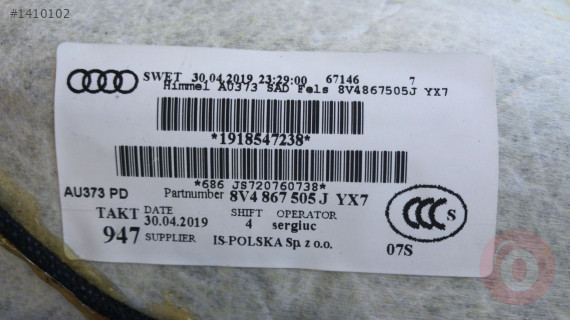 #1410102
SWET 30.04.2019 23:29:00 67146 7
Himmel AU373 SAD Fels 8V4867505J YX7
*1918547238*
*686 JS720760738*
AU373 PD Partnumber 8V4 867 505 J YX7
TAKT DATE SHIFT OPERATOR
30.04.2019 4 sergiuc
947 SUPPLIER IS-POLSKA Sp. z o.o.
CCC S
07S